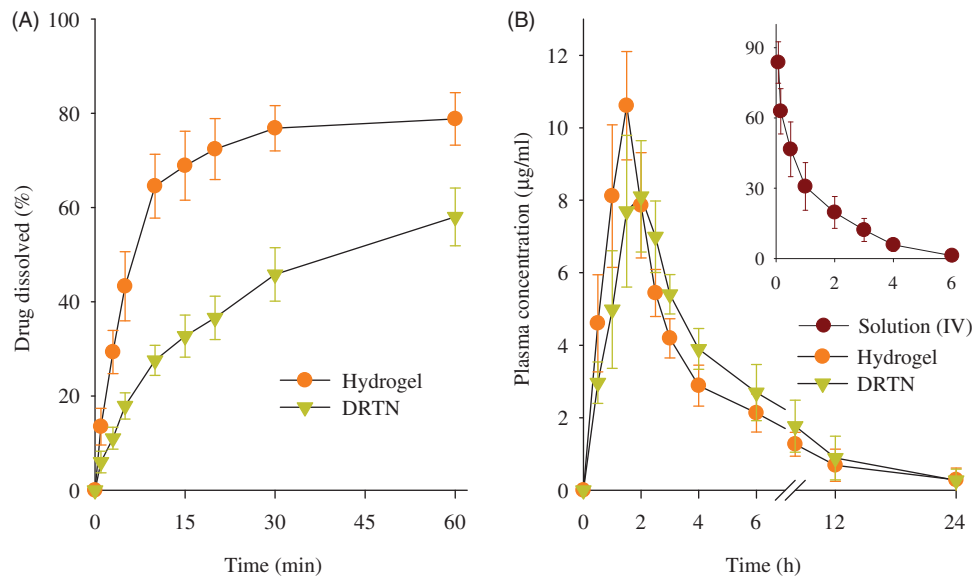 (A)
100
80
60
40
20
0
Drug dissolved (%)
Hydrogel
DRTN
0 15 30 45 60
Time (min)
(B)
12
10
8
6
4
2
0
Plasma concentration (µg/ml)
90
60
30
0
0 2 4 6
Solution (IV)
Hydrogel
DRTN
0 2 4 6 12 24
Time (h)